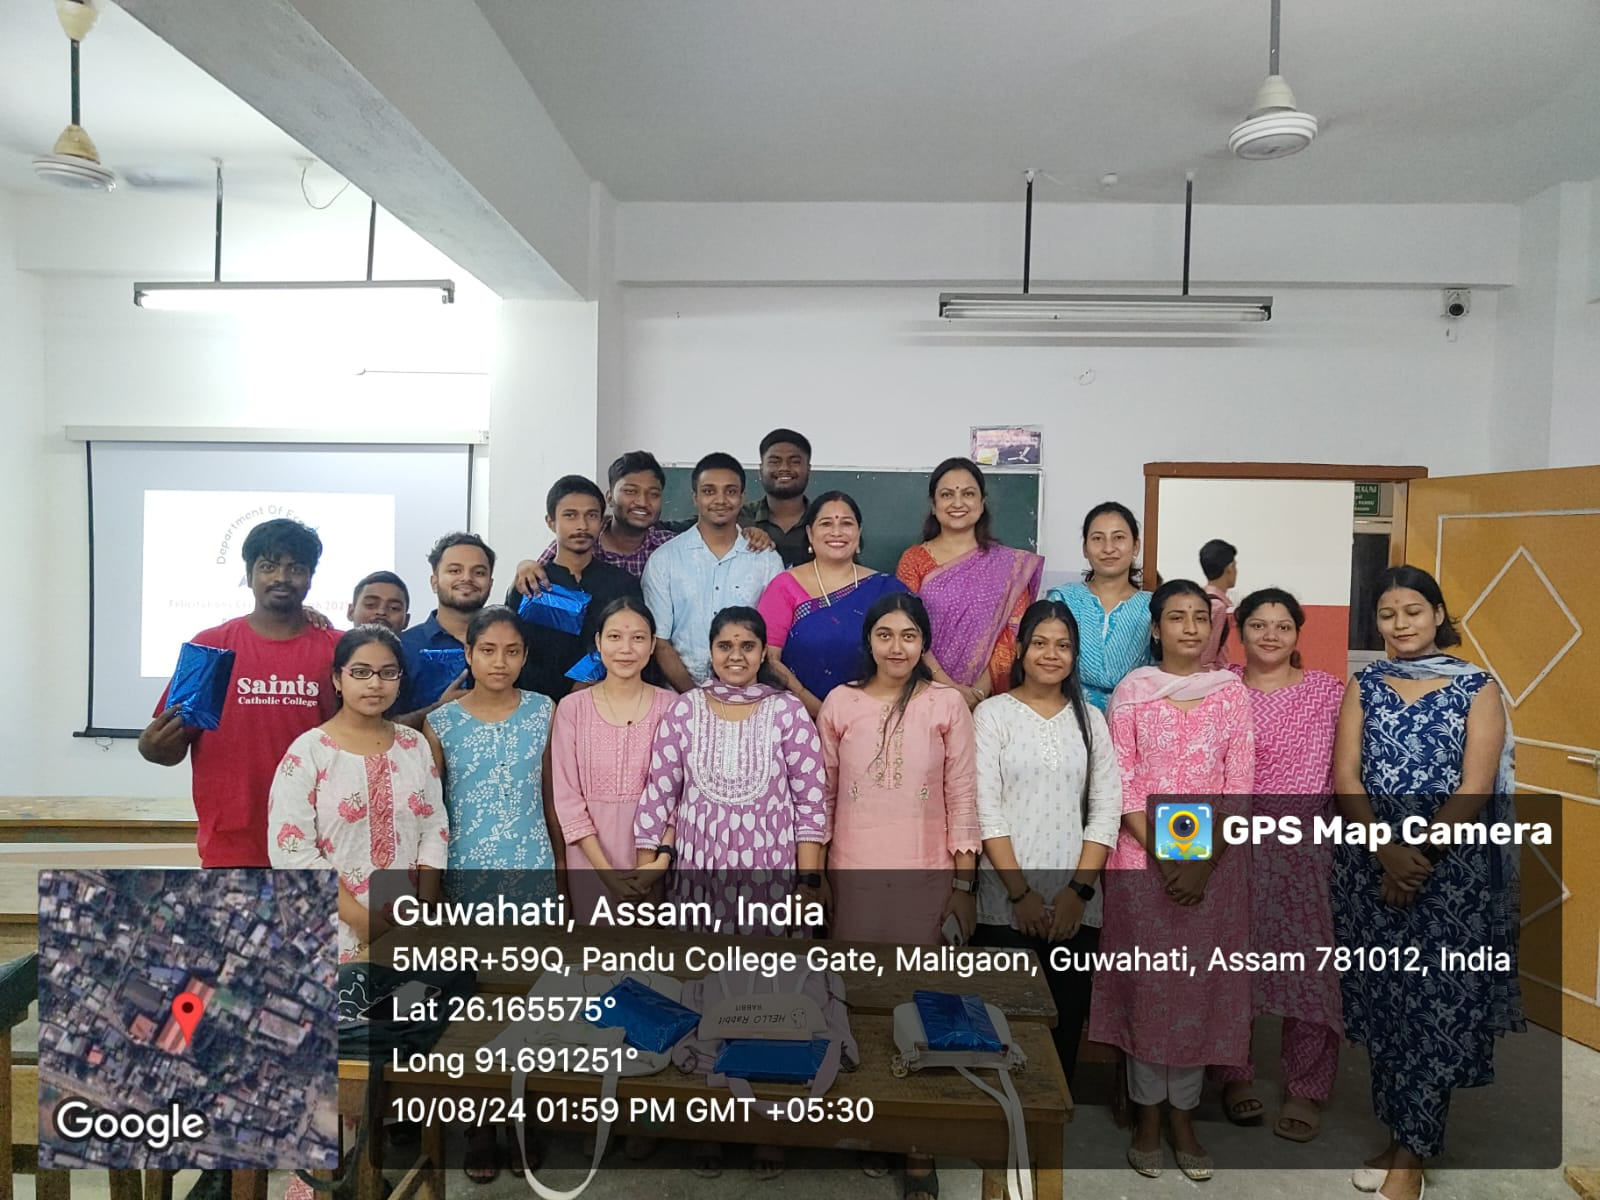 Department Of
Felicitations
Saints
Catholic College
HELLO Rabbit
RABBIT
GPS Map Camera
Guwahati, Assam, India
5M8R+59Q, Pandu College Gate, Maligaon, Guwahati, Assam 781012, India
Lat 26.165575°
Long 91.691251°
10/08/24 01:59 PM GMT +05:30
Google